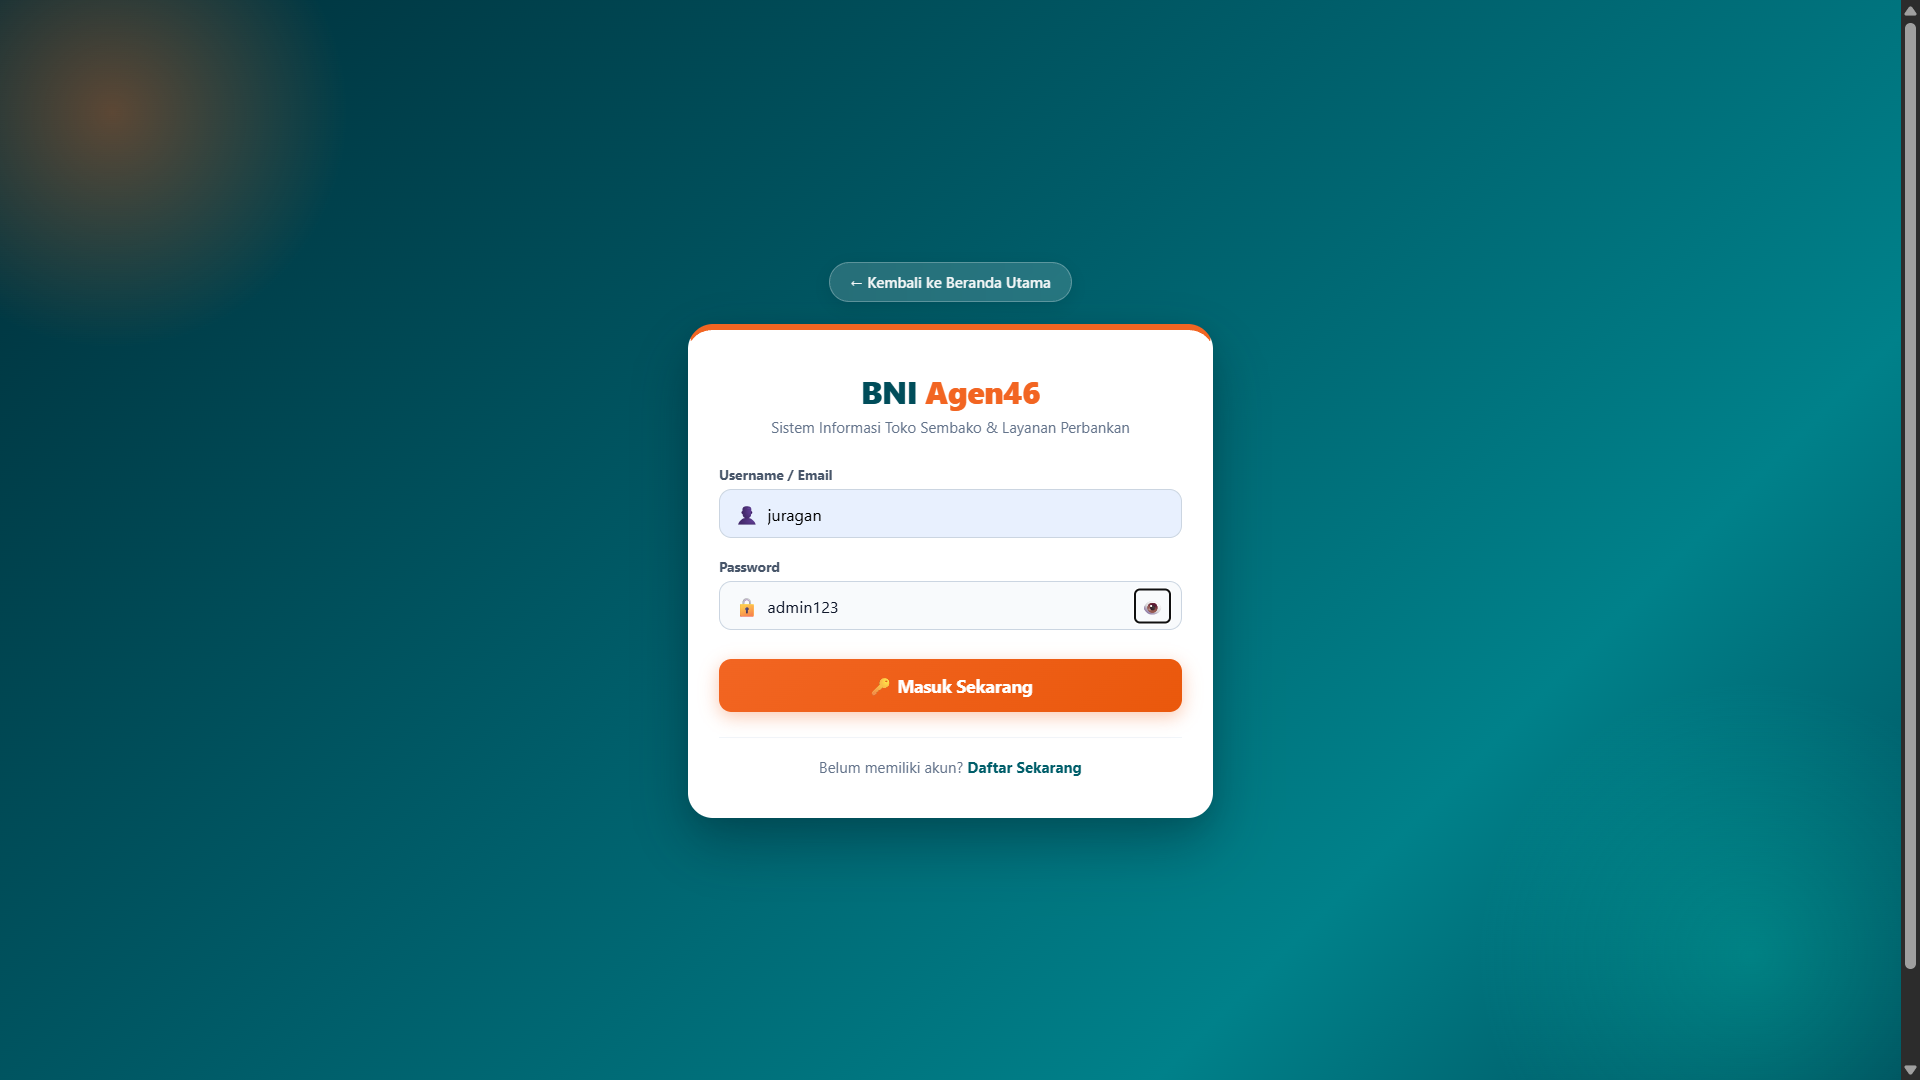 ← Kembali ke Beranda Utama
BNI Agen46
Sistem Informasi Toko Sembako & Layanan Perbankan
Username / Email
juragan
Password
admin123
Masuk Sekarang
Belum memiliki akun? Daftar Sekarang